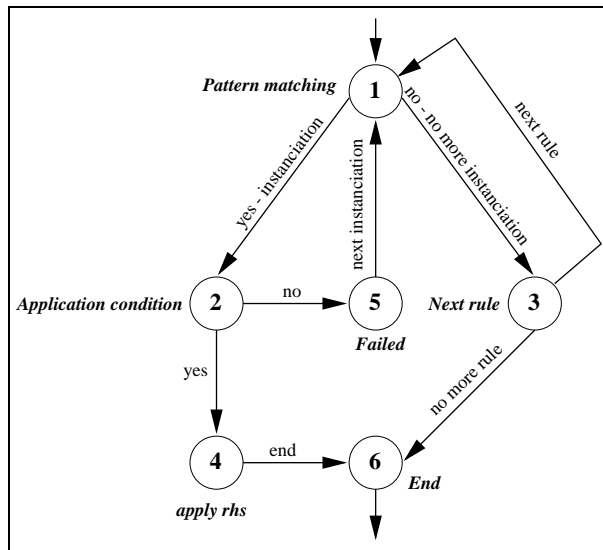 Pattern matching
1
no - no more instanciation
next rule
yes - instanciation
next instanciation
Application condition
2
no
5
Failed
Next rule
3
yes
no more rule
4
end
6
apply rhs
End